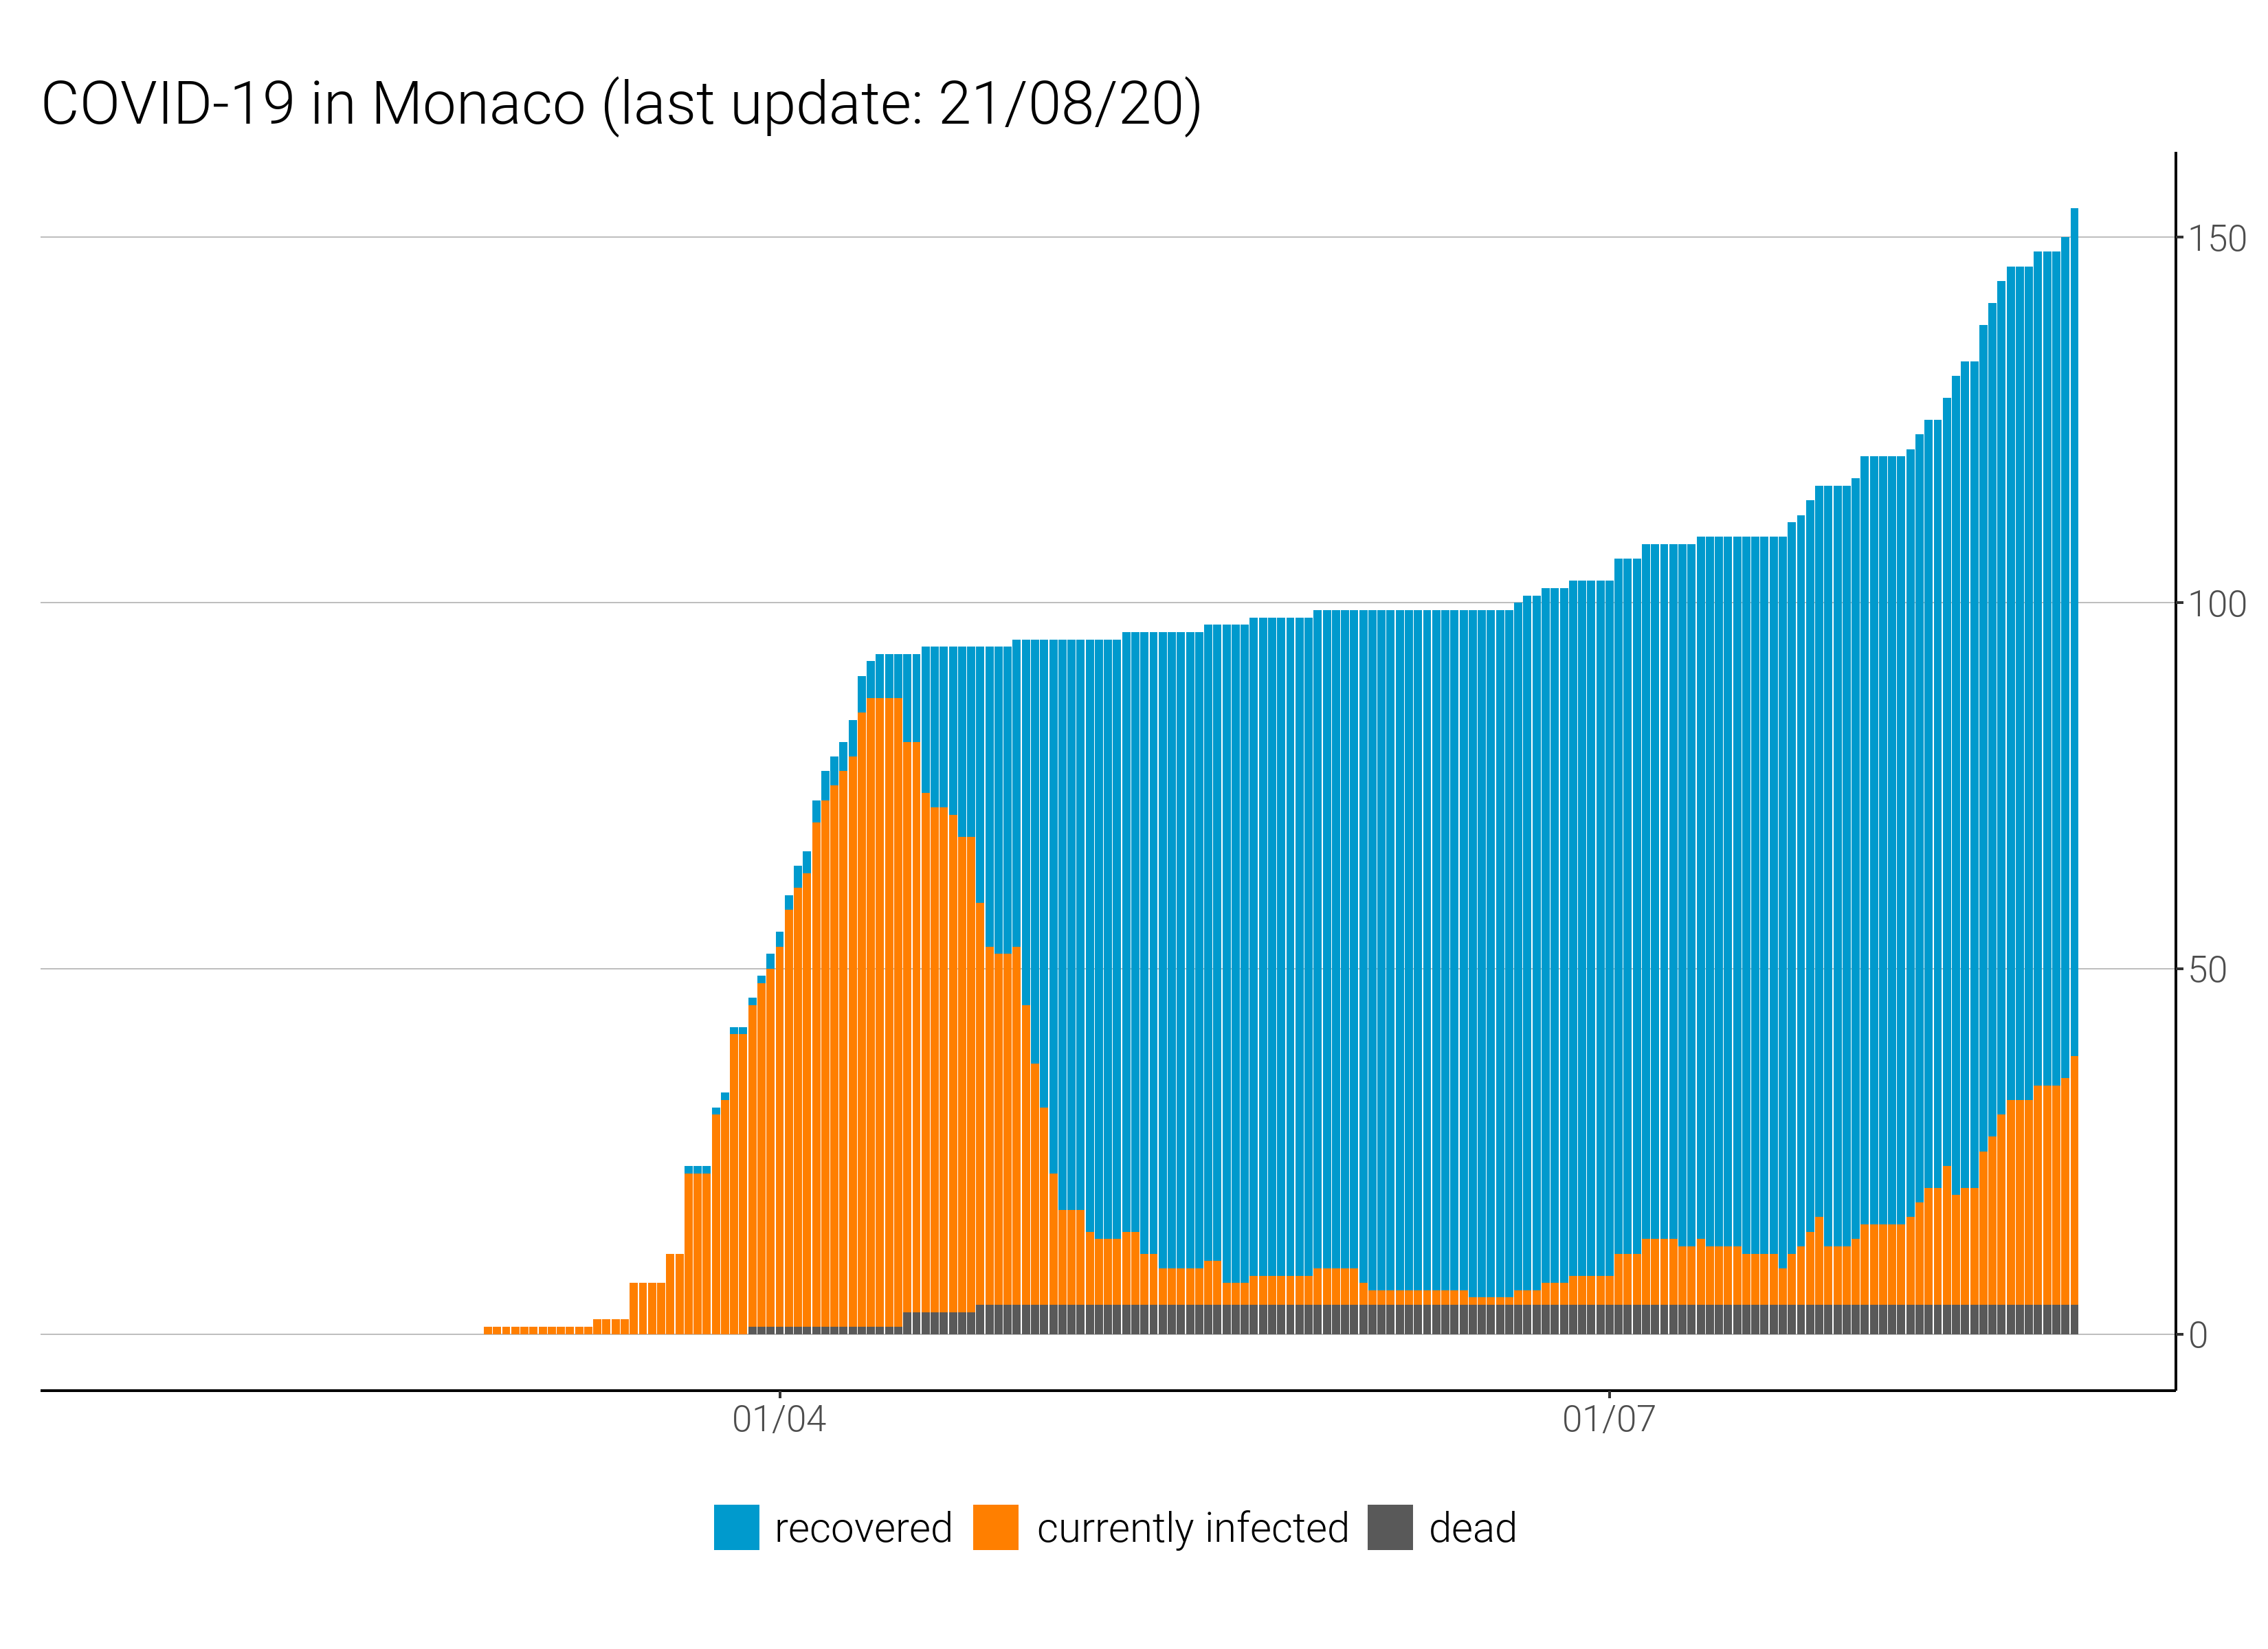 COVID-19 in Monaco (last update: 21/08/20)
150
100
50
0
01/04 01/07
recovered currently infected dead